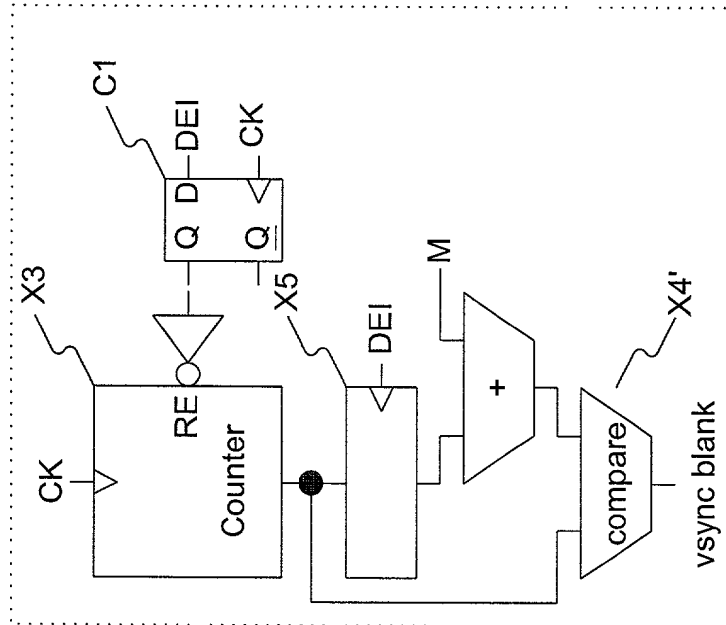 C1
X3
DEI
D
Q
CK
Q
CK
RE
Counter
X5
DEI
M
+
X4'
compare
vsync blank